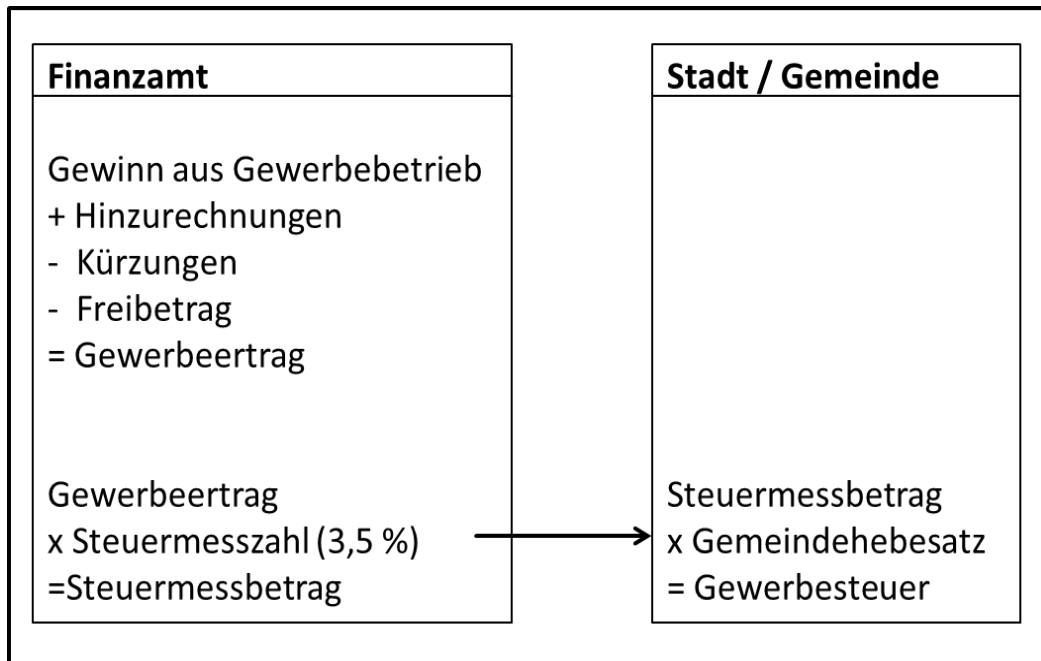 Finanzamt
Gewinn aus Gewerbebetrieb
+ Hinzurechnungen
- Kürzungen
- Freibetrag
= Gewerbeertrag
Gewerbeertrag
x Steuermesszahl (3,5 %)
=Steuermessbetrag
Stadt / Gemeinde
Steuermessbetrag
x Gemeindehebesatz
= Gewerbesteuer